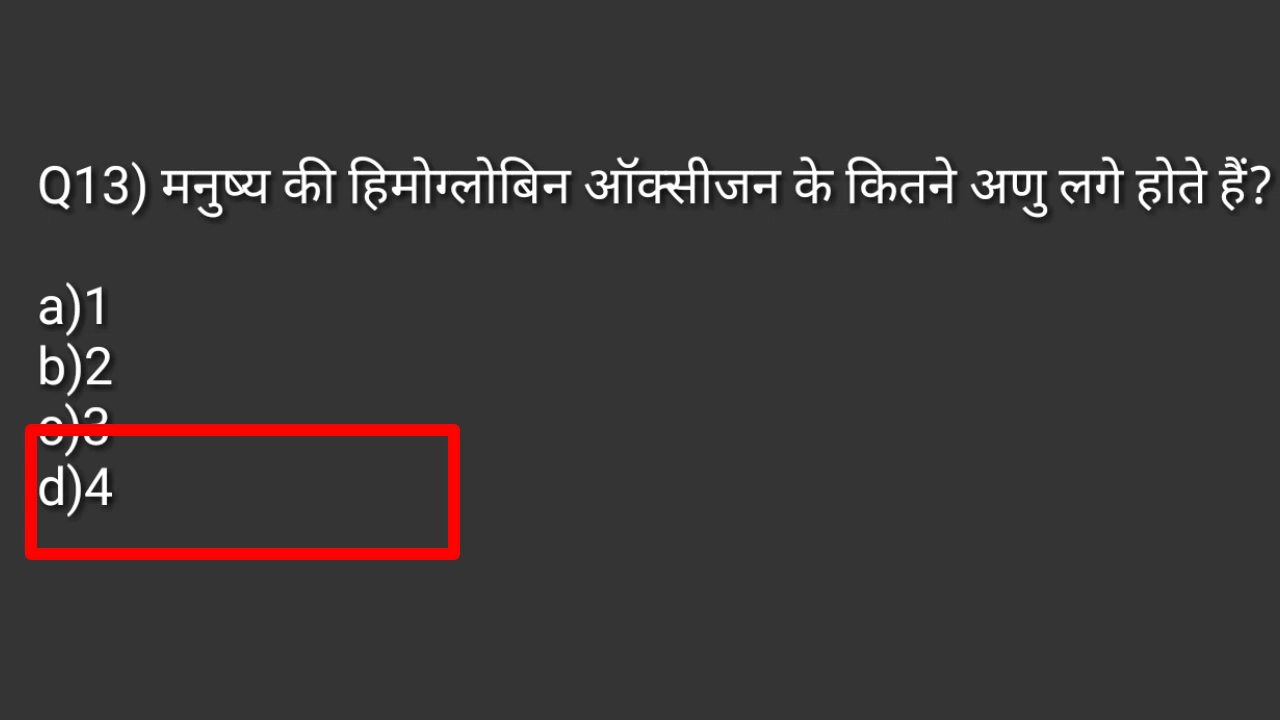 Q13) मनुष्य की हिमोग्लोबिन ऑक्सीजन के कितने अणु लगे होते हैं?
a)1
b)2
c)3
d)4